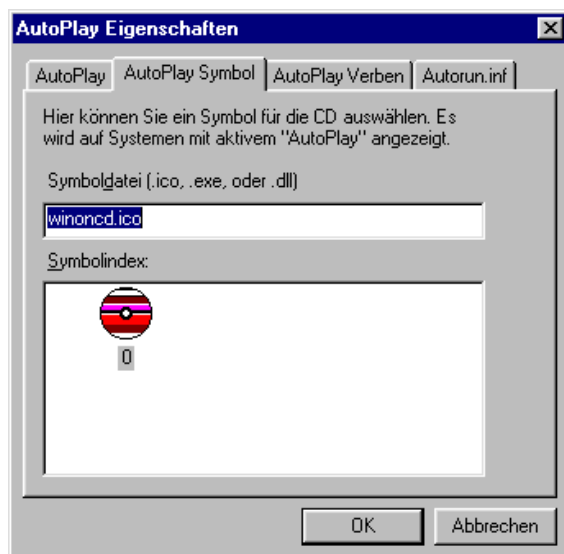 AutoPlay Eigenschaften
AutoPlay
AutoPlay Symbol
AutoPlay Verben
Autorun.inf
Hier können Sie ein Symbol für die CD auswählen. Es
wird auf Systemen mit aktivem "AutoPlay" angezeigt.
Symboldatei (.ico, .exe, oder .dll)
winoncd.ico
Symbolindex:
0
OK
Abbrechen